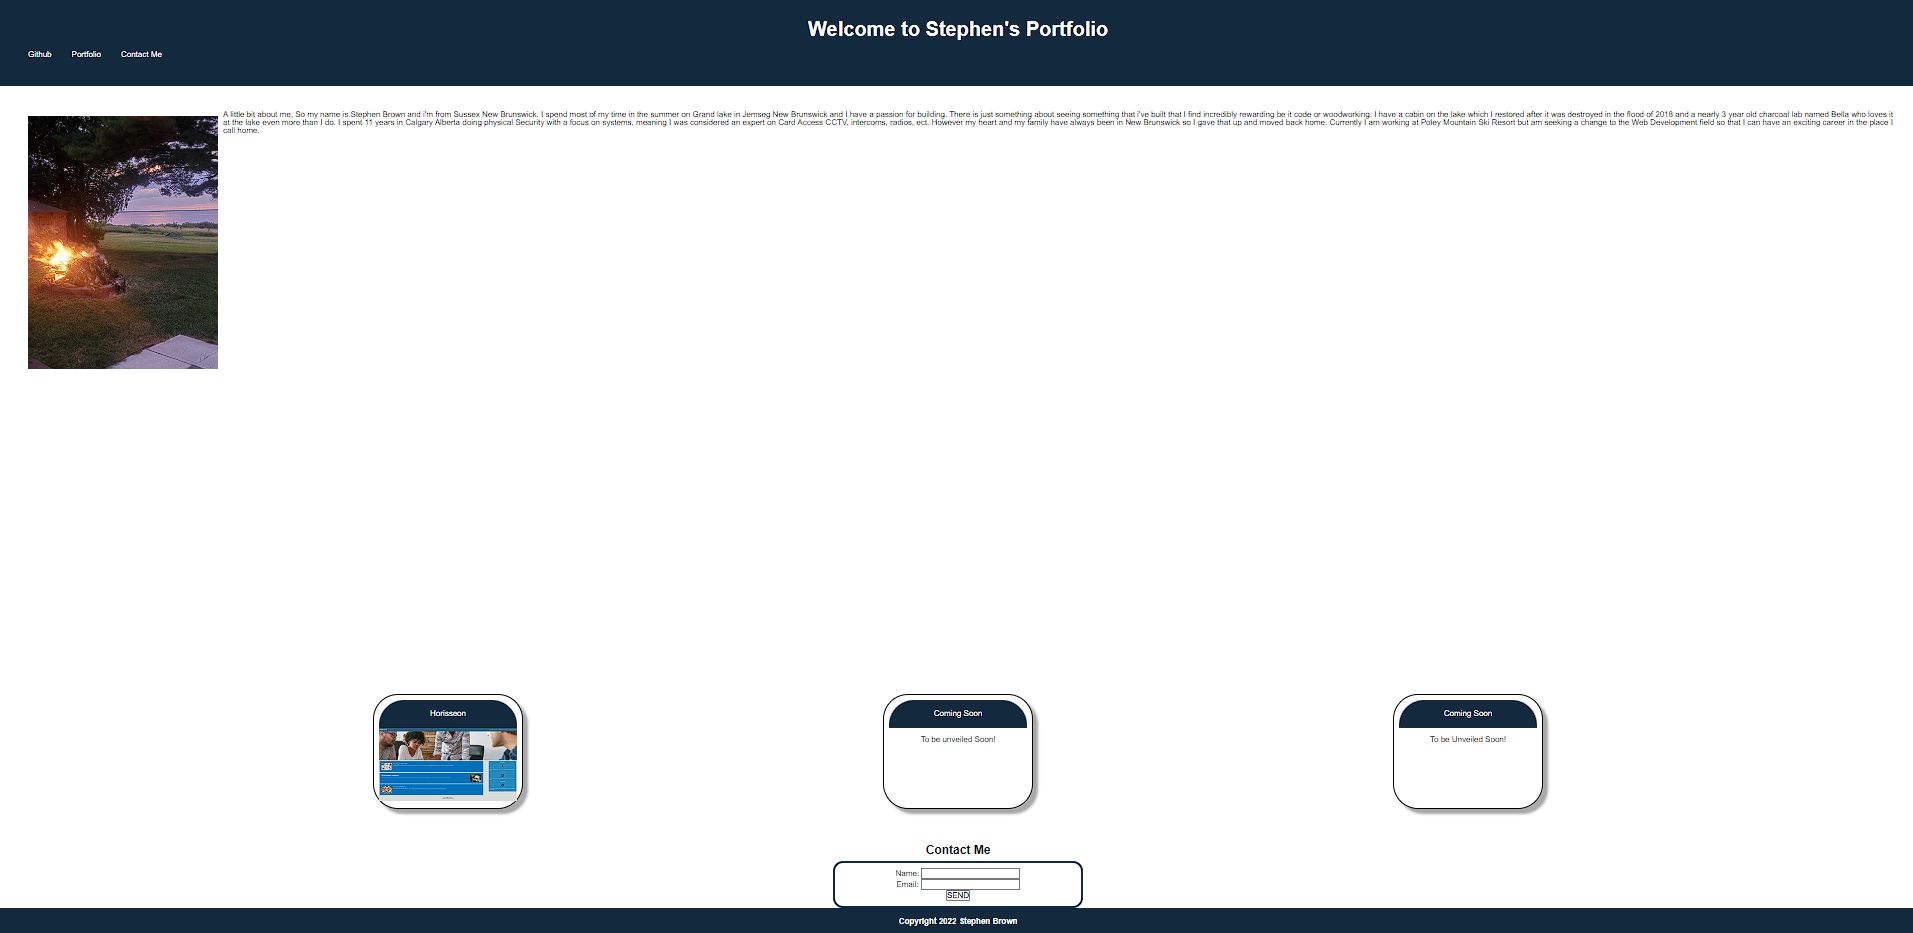 Welcome to Stephen's Portfolio
Github Portfolio Contact Me
A little bit about me, So my name is Stephen Brown and i'm from Sussex New Brunswick. I spend most of my time in the summer on Grand lake in Jemseg New Brunswick and I have a passion for building. There is just something about seeing something that i've built that I find incredibly rewarding be it code or woodworking. I have a cabin on the lake which I restored after it was destroyed in the flood of 2018 and a nearly 3 year old charcoal lab named Bella who loves it
at the lake even more than I do. I spent 11 years in Calgary Alberta doing physical Security with a focus on systems, meaning I was considered an expert on Card Access CCTV, intercoms, radios, ect. However my heart and my family have always been in New Brunswick so I gave that up and moved back home. Currently I am working at Poley Mountain Ski Resort but am seeking a change to the Web Development field so that I can have an exciting career in the place I
call home.
Horisseon
Coming Soon
To be unveiled Soon!
Coming Soon
To Be Unveiled Soon!
Contact Me
Name:
Email:
SEND
Copyright 2022 Stephen Brown